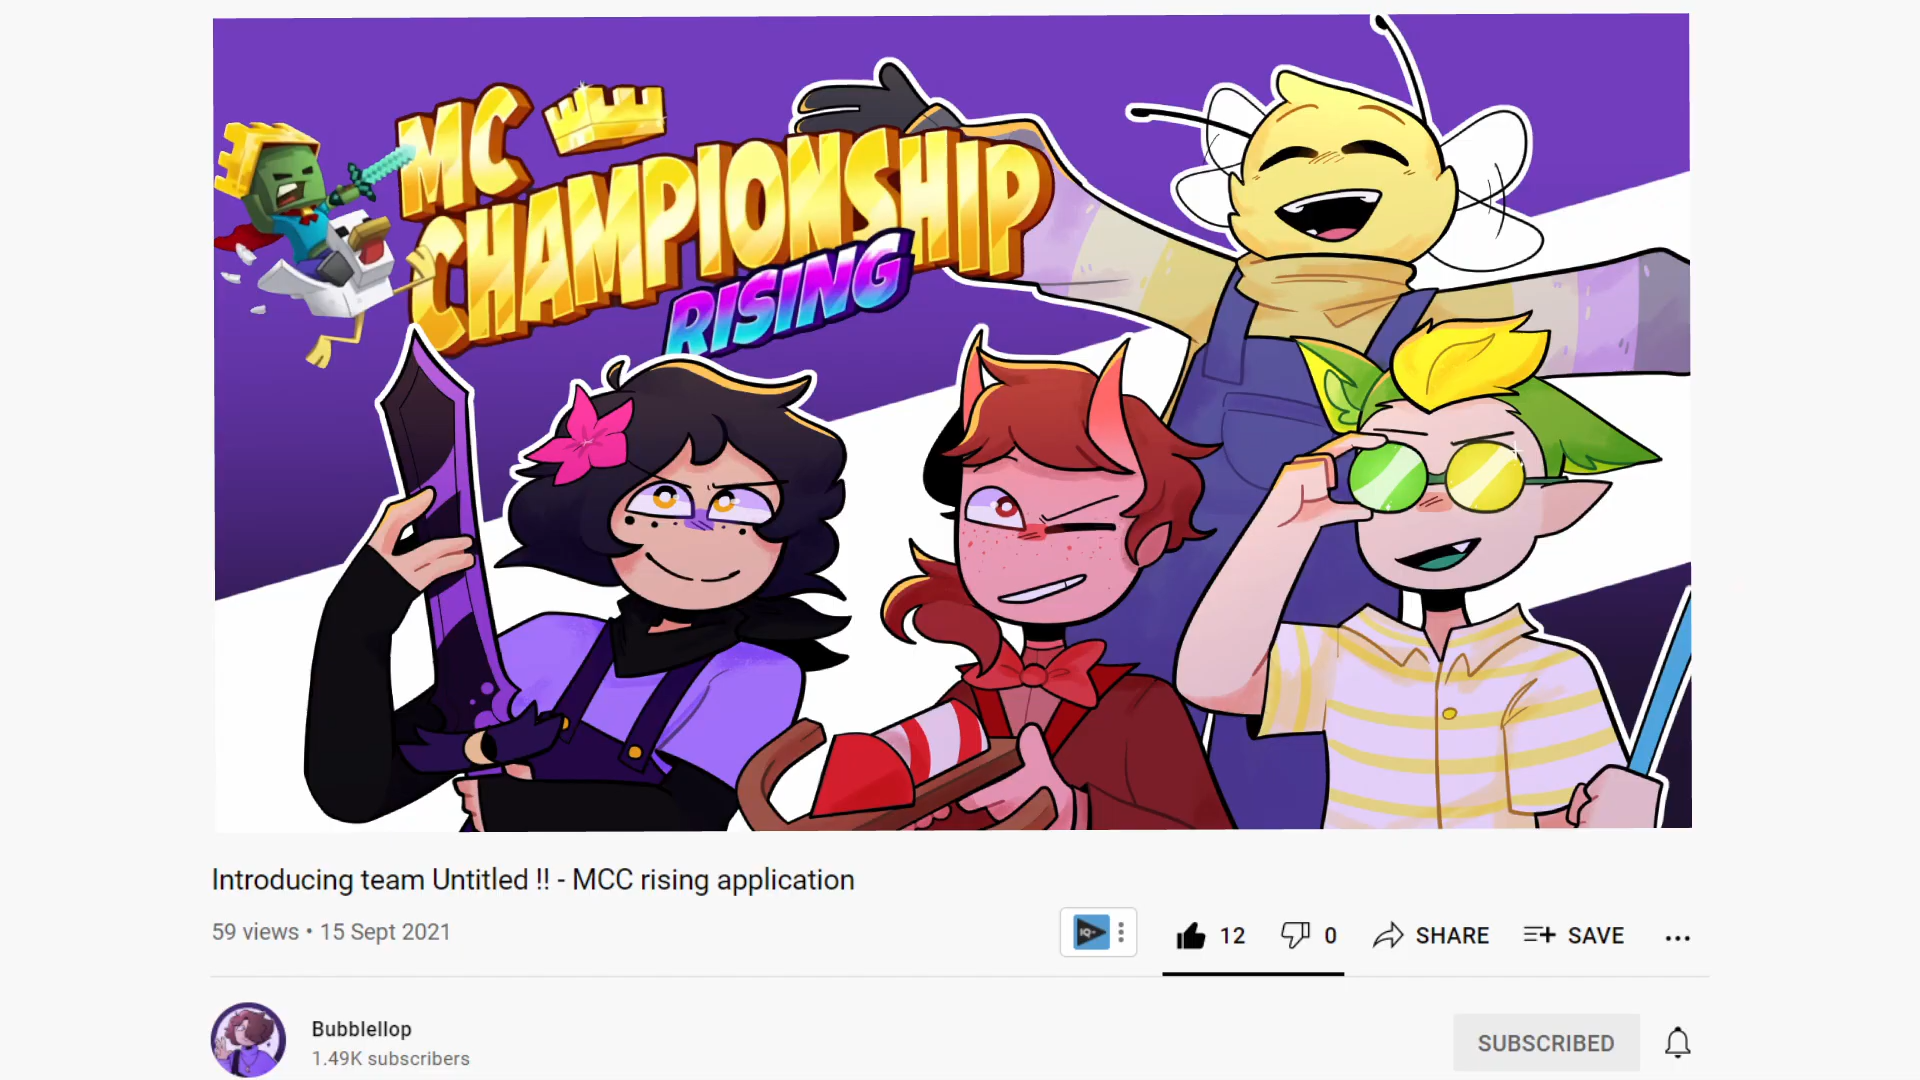 MC
CHAMPIONSHIP
RISING
Introducing team Untitled !! - MCC rising application
59 views • 15 Sept 2021
IQ
12
0
SHARE
SAVE
Bubblellop
1.49K subscribers
SUBSCRIBED